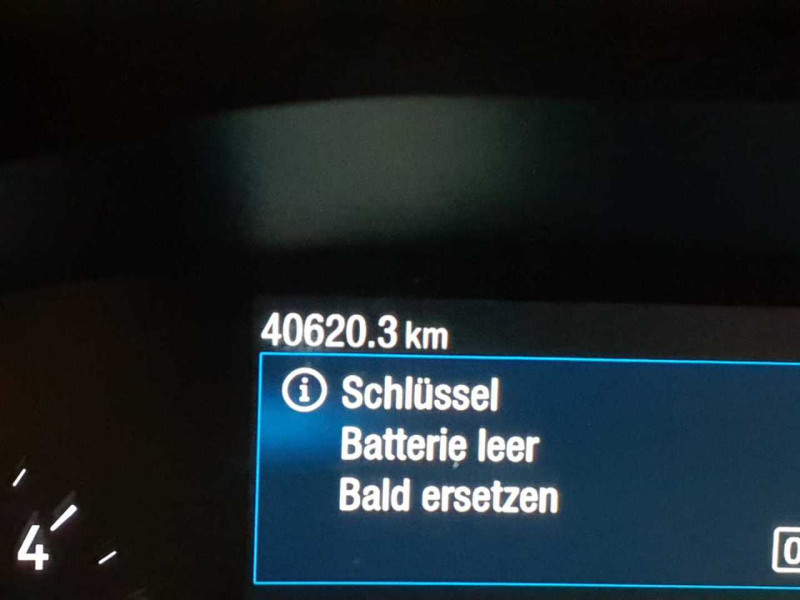 40620.3 km
Schlüssel
Batterie leer
Bald ersetzen
4